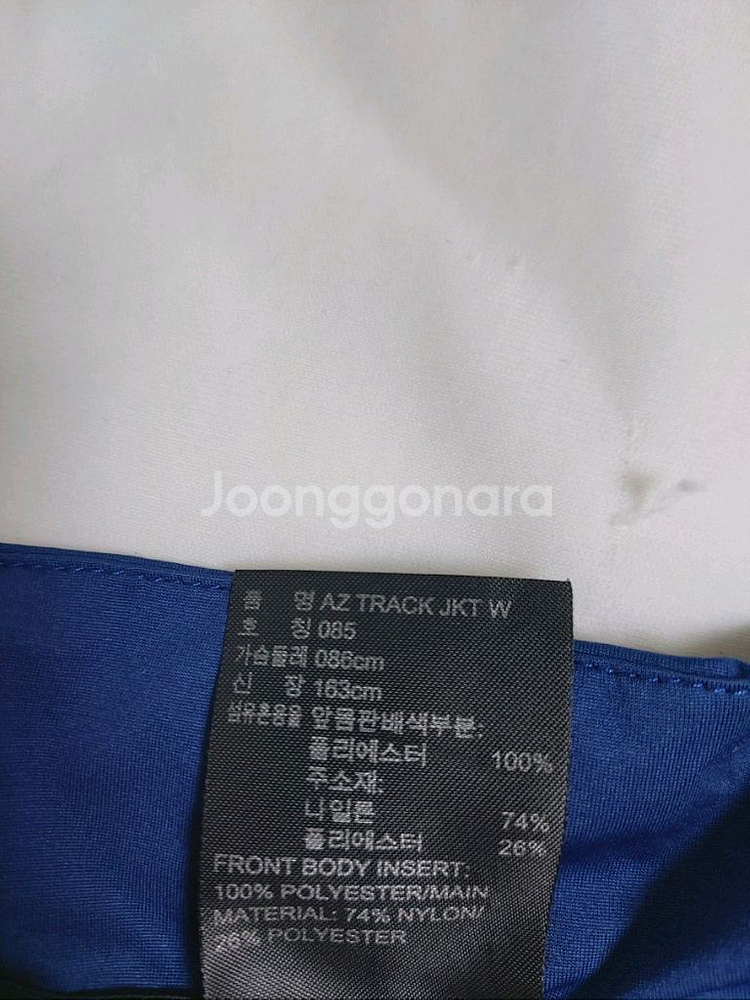 Joonggonara
품 명 AZ TRACK JKT W
호 칭 085
가슴둘레 086cm
신 장 163cm
섬유혼용율 앞몸판배색부분:
폴리에스터 100%
주소재:
나일론 74%
폴리에스터 26%
FRONT BODY INSERT:
100% POLYESTER/MAIN
MATERIAL: 74% NYLON/
26% POLYESTER